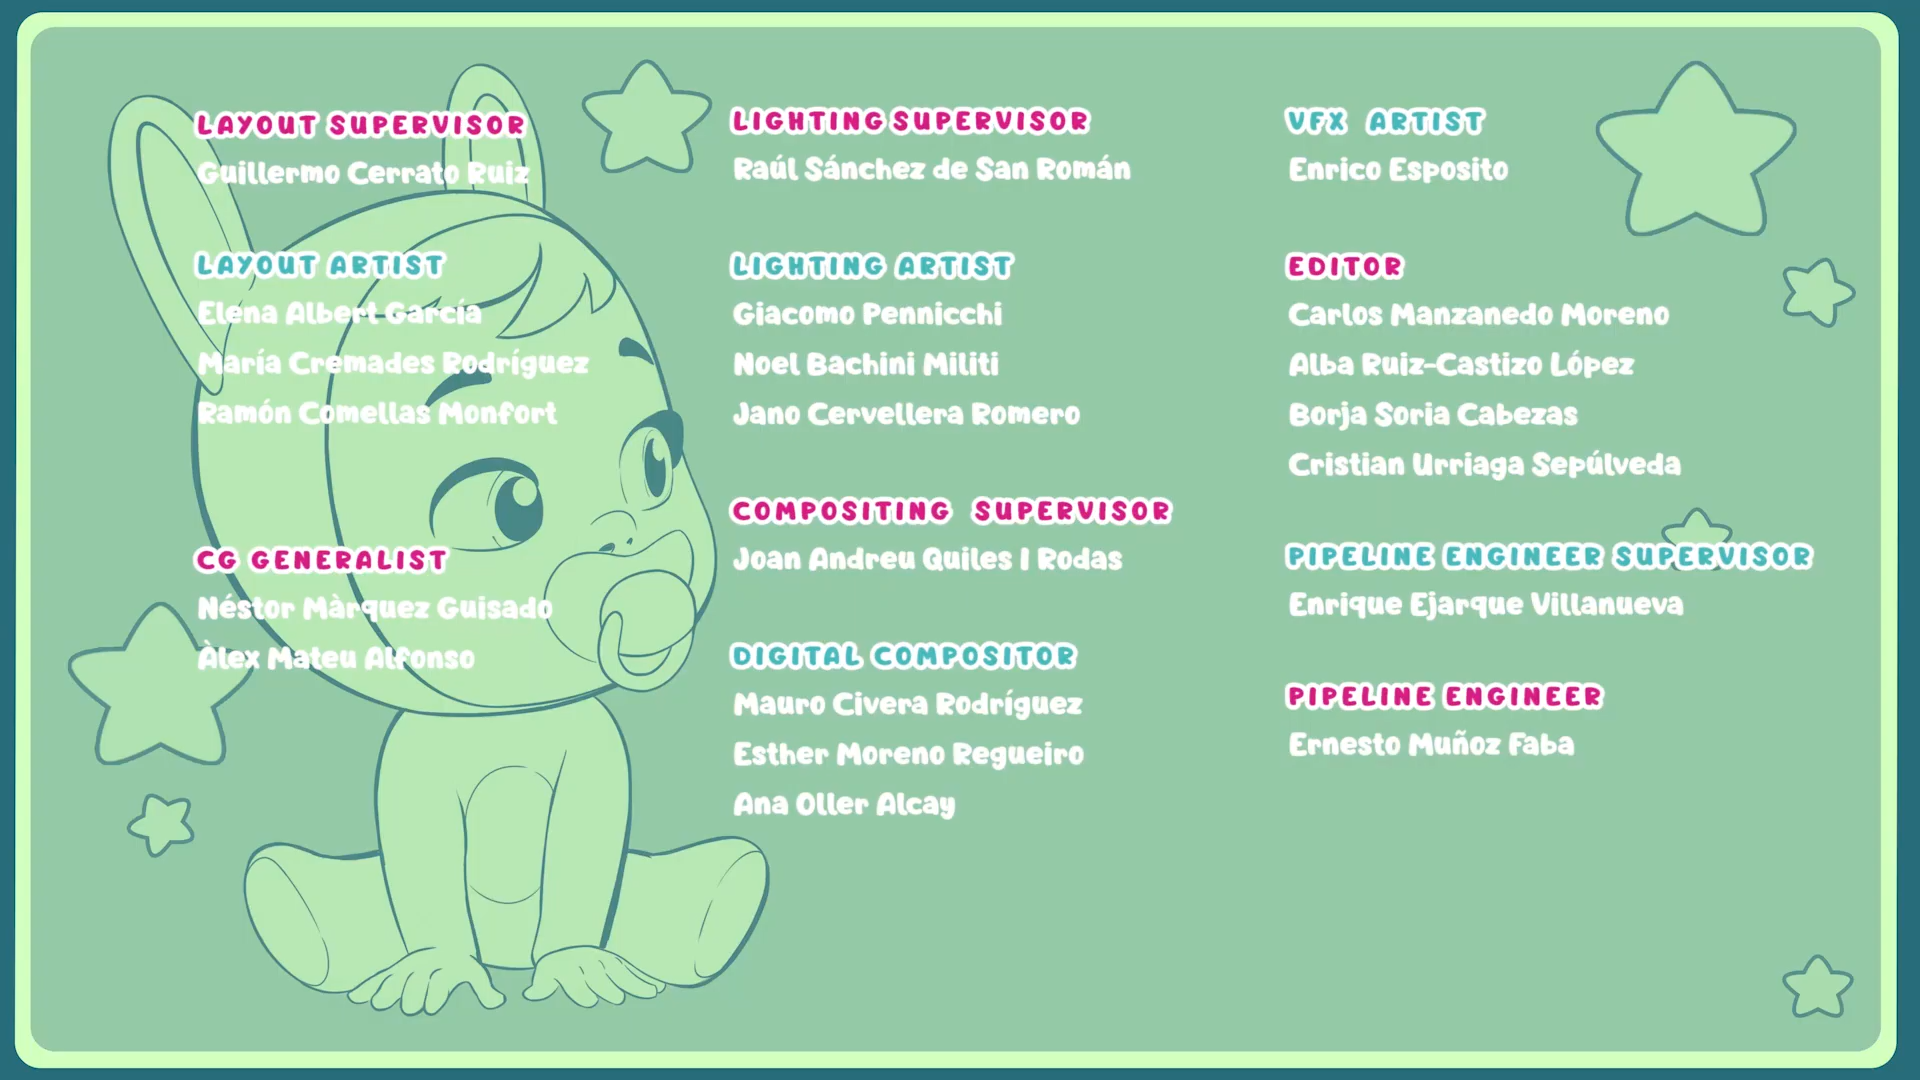 LAYOUT SUPERVISOR
Guillermo Cerrato Ruiz
LAYOUT ARTIST
Elena Albert García
María Cremades Rodríguez
Ramón Comellas Monfort
CG GENERALIST
Néstor Màrquez Guisado
Àlex Mateu Alfonso
LIGHTING SUPERVISOR
Raúl Sánchez de San Román
LIGHTING ARTIST
Giacomo Pennicchi
Noel Bachini Militi
Jano Cervellera Romero
COMPOSITING SUPERVISOR
Joan Andreu Quiles I Rodas
DIGITAL COMPOSITOR
Mauro Civera Rodríguez
Esther Moreno Regueiro
Ana Oller Alcay
VFX ARTIST
Enrico Esposito
EDITOR
Carlos Manzanedo Moreno
Alba Ruiz-Castizo López
Borja Soria Cabezas
Cristian Urriaga Sepúlveda
PIPELINE ENGINEER SUPERVISOR
Enrique Ejarque Villanueva
PIPELINE ENGINEER
Ernesto Muñoz Faba